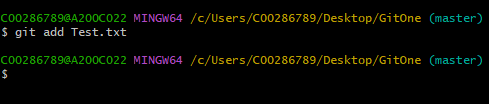 C00286789@A200C022 MINGW64 /c/Users/C00286789/Desktop/GitOne (master)
$ git add Test.txt
C00286789@A200C022 MINGW64 /c/Users/C00286789/Desktop/GitOne (master)
$